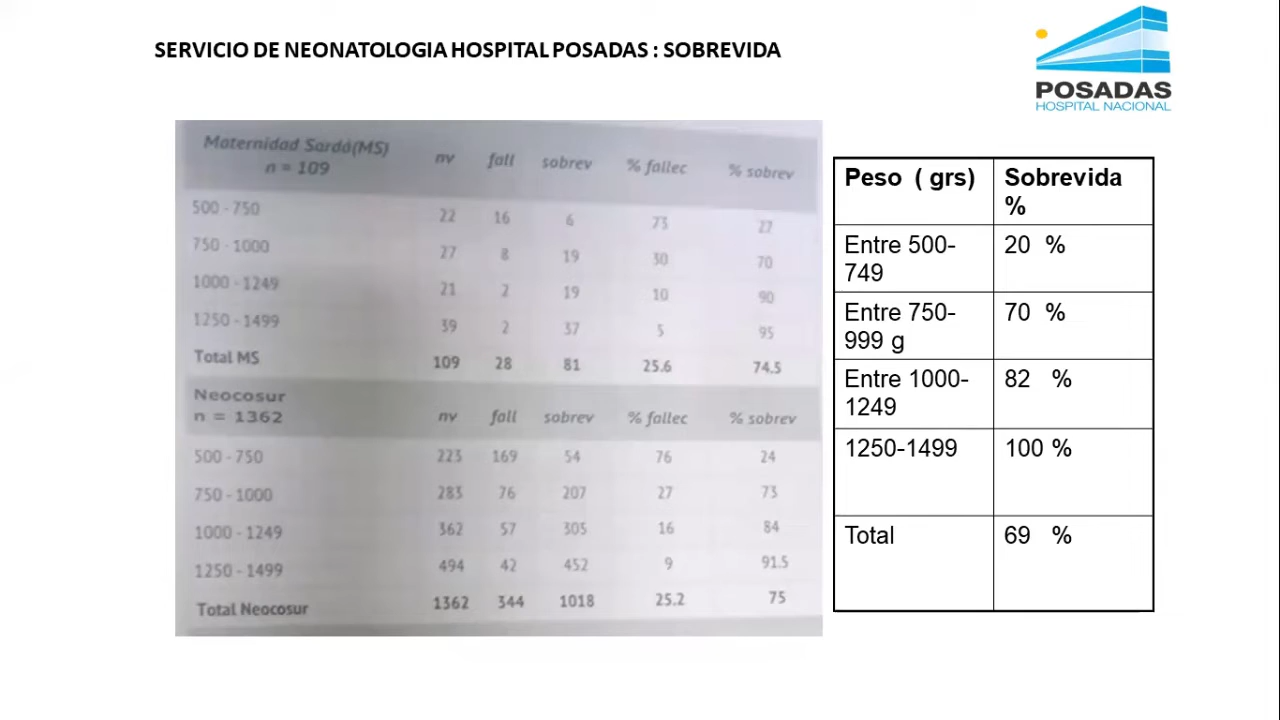 SERVICIO DE NEONATOLOGIA HOSPITAL POSADAS : SOBREVIDA
POSADAS
HOSPITAL NACIONAL
Maternidad Sardá(MS)
n = 109 nv fall sobrev % fallec % sobrev
500 - 750 22 16 6 73 27
750 - 1000 27 8 19 30 70
1000 - 1249 21 2 19 10 90
1250 - 1499 39 2 37 5 95
Total MS 109 28 81 25.6 74.5
Neocosur
n = 1362 nv fall sobrev % fallec % sobrev
500 - 750 223 169 54 76 24
750 - 1000 283 76 207 27 73
1000 - 1249 362 57 305 16 84
1250 - 1499 494 42 452 9 91.5
Total Neocosur 1362 344 1018 25.2 75
Peso ( grs) Sobrevida
%
Entre 500- 20 %
749
Entre 750- 70 %
999 g
Entre 1000- 82 %
1249
1250-1499 100 %
Total 69 %